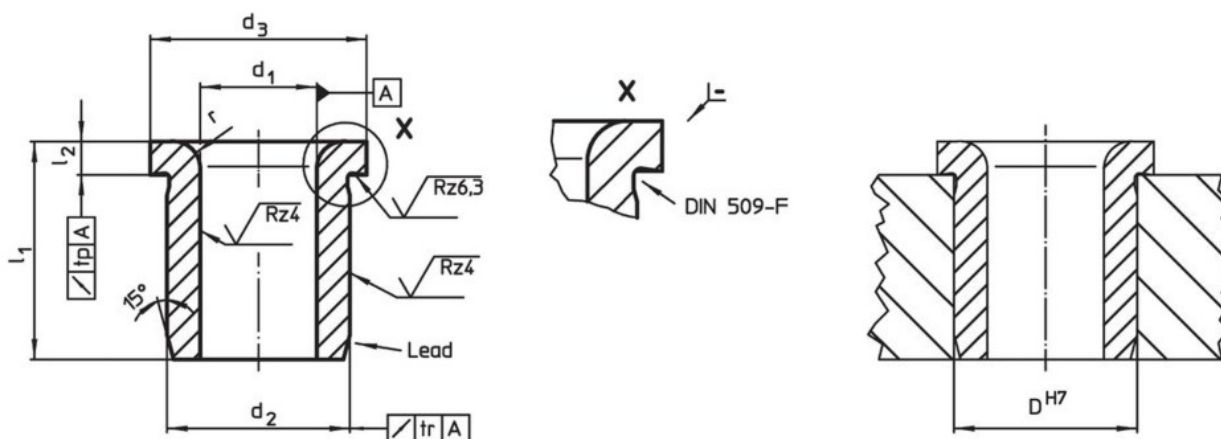 d3
d1
A
r
X
l2
Rz6,3
Rz4
tp A
l1
Rz4
15°
Lead
d2
tr A
X
DIN 509-F
D H7